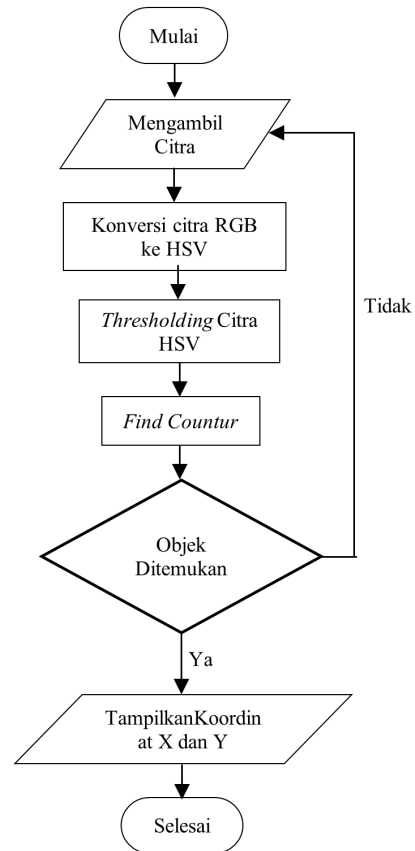 Mulai
Mengambil
Citra
Konversi citra RGB
ke HSV
Tidak
Thresholding Citra
HSV
Find Countur
Objek
Ditemukan
Ya
TampilkanKoordin
at X dan Y
Selesai